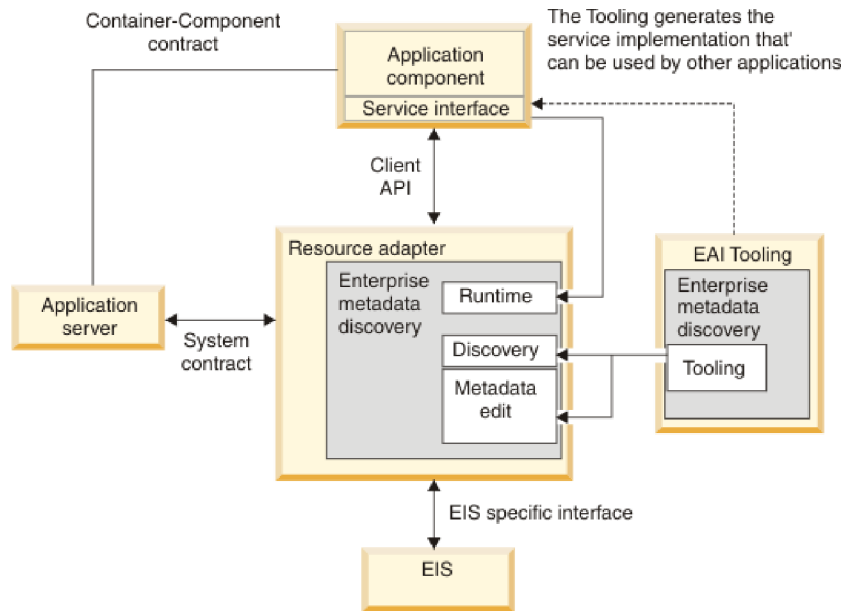 Container-Component
contract
The Tooling generates the
service implementation that'
can be used by other applications
Application
component
Service interface
Client
API
Resource adapter
Enterprise
metadata
discovery
Runtime
Discovery
Metadata
edit
EAI Tooling
Enterprise
metadata
discovery
Tooling
Application
server
System
contract
EIS specific interface
EIS